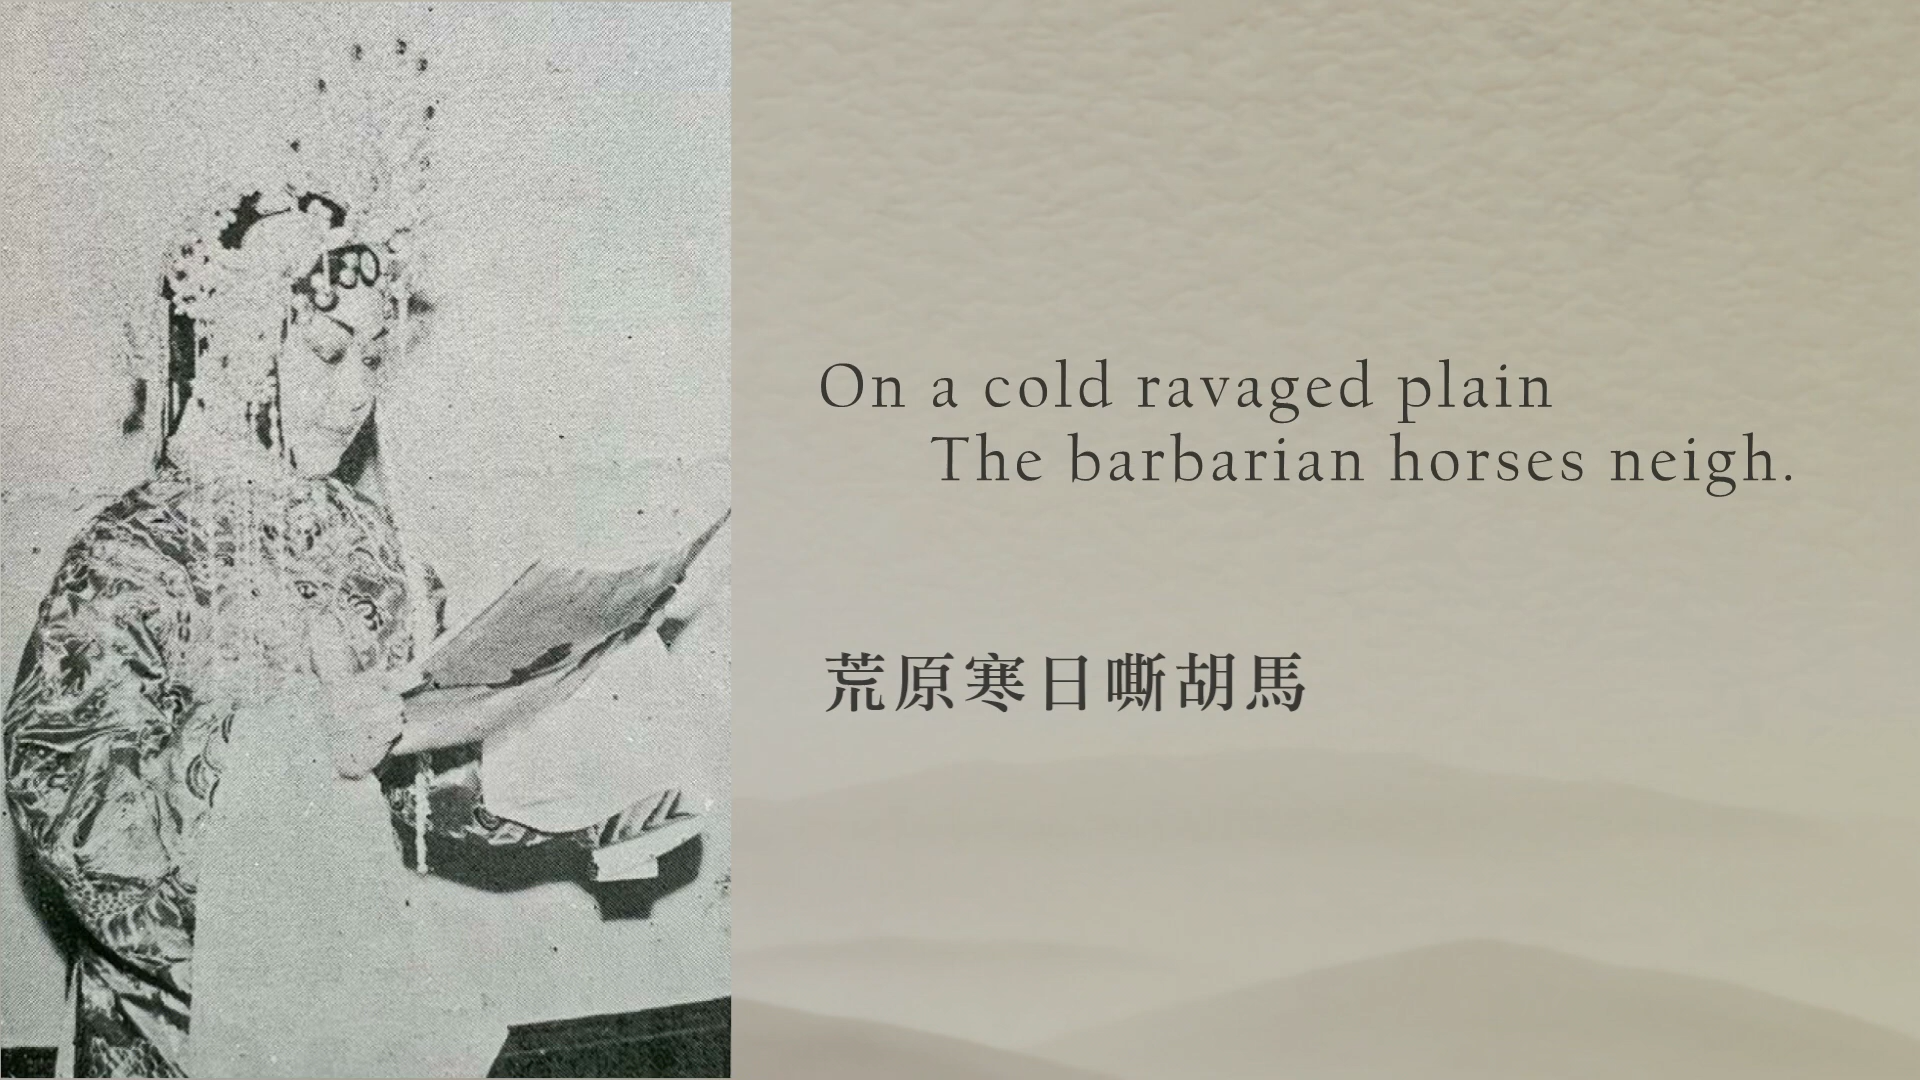 On a cold ravaged plain
The barbarian horses neigh.
荒原寒日嘶胡馬